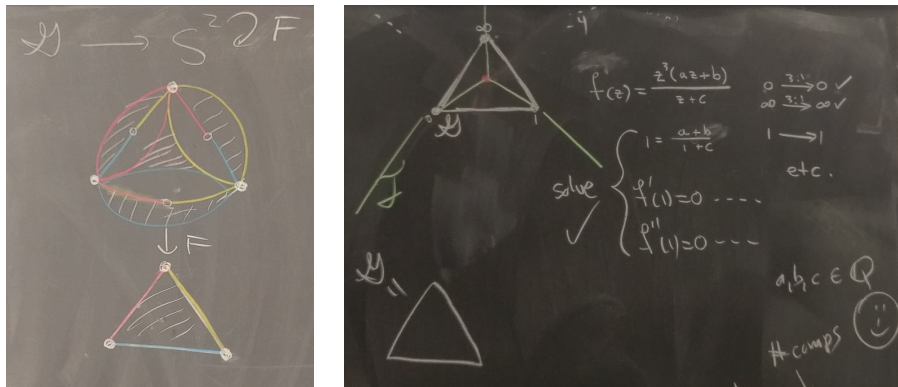 𝒢 → S² ↻ F
↓ F
∞
0
𝒢
1
f(z) = z³(az+b) / z+c
0 3:1→ 0 ✓
∞ 3:1→ ∞ ✓
1 → 1
etc.
solve ✓
1 = a+b / 1+c
f'(1)=0 ----
f''(1)=0 ---
𝒢 =
a,b,c ∈ Q
# comps